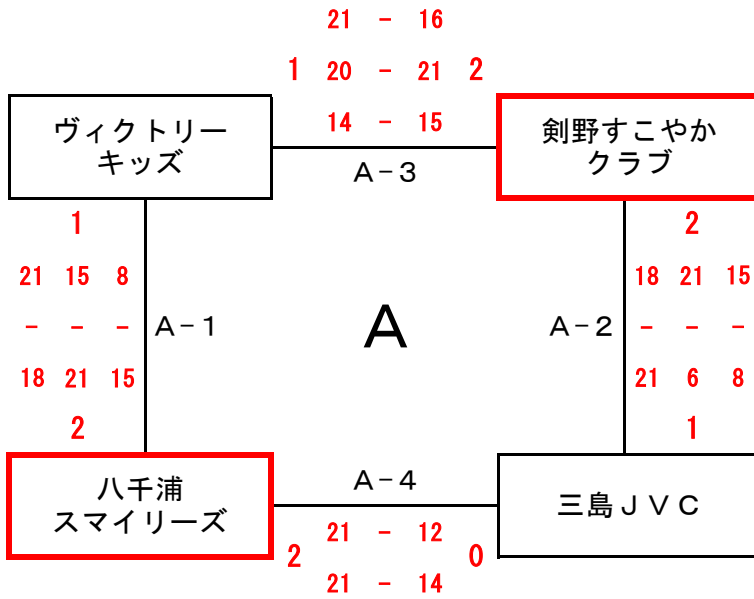 21 - 16
1 20 - 21 2
14 - 15
ヴィクトリー
キッズ
剣野すこやか
クラブ
A-3
1
2
21 15 8
18 21 15
- - -
- - -
A-1
A
A-2
18 21 15
21 6 8
2
1
八千浦
スマイリーズ
A-4
三島JVC
21 - 12
2 0
21 - 14